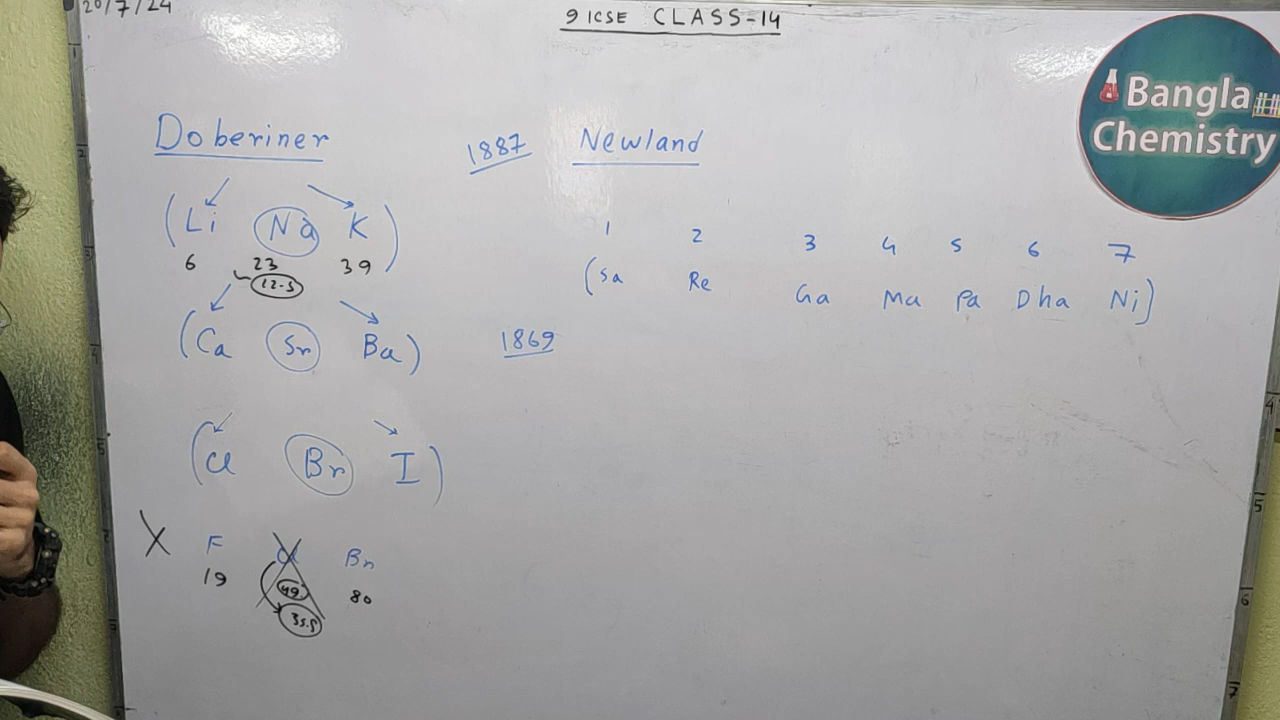 20/7/24
9 ICSE CLASS-14
Bangla
Chemistry
Doberiner
1887 Newland
(Li Na K)
6 23 39
22.5
1 2 3 4 5 6 7
(Sa Re Ga Ma Pa Dha Ni)
(Ca Sr Ba)
1869
(Cl Br I)
X F Cl Br
19 49 80
35.5